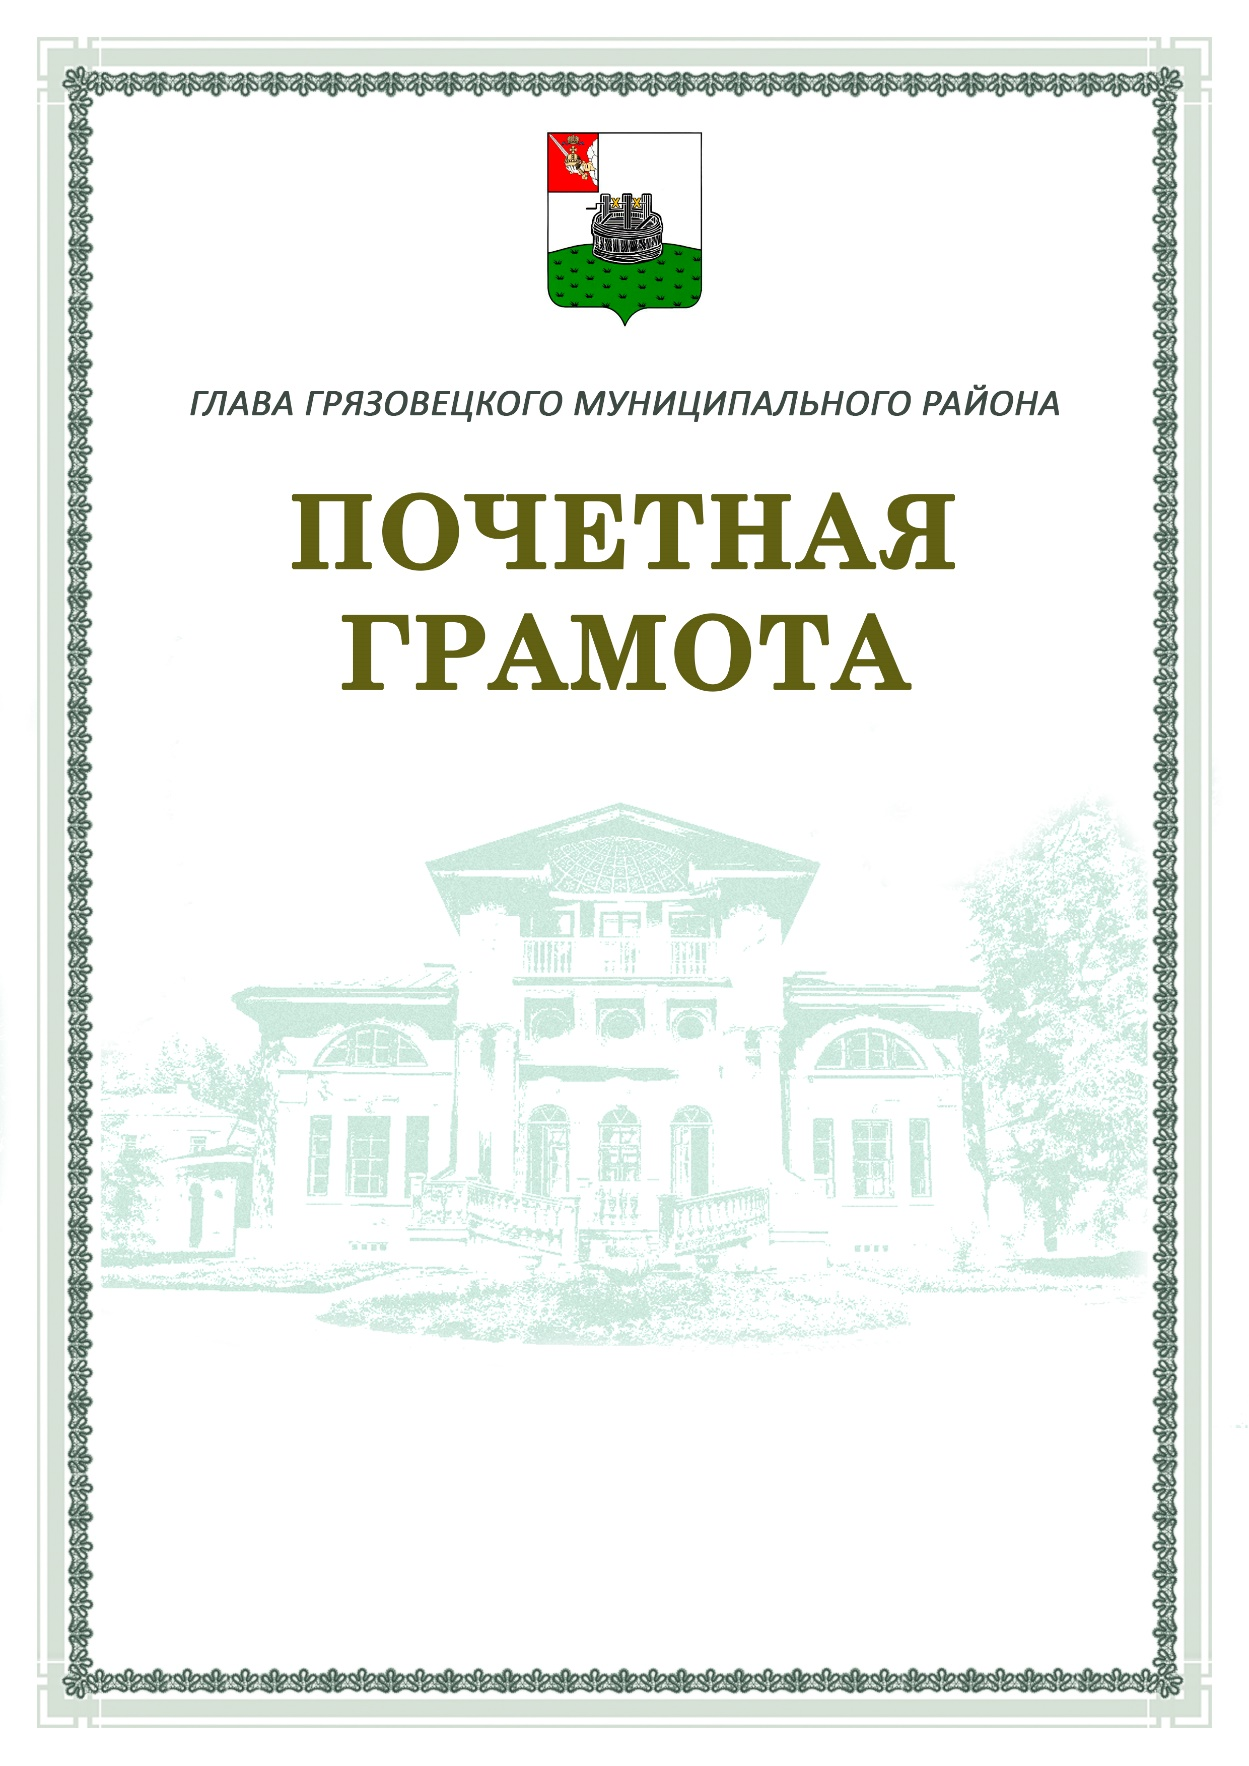 ГЛАВА ГРЯЗОВЕЦКОГО МУНИЦИПАЛЬНОГО РАЙОНА
ПОЧЕТНАЯ
ГРАМОТА